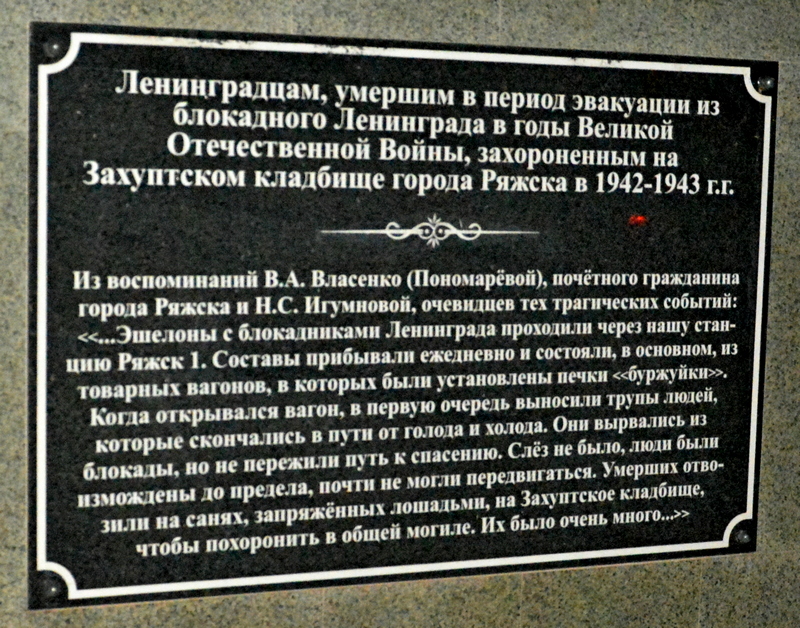 Ленинградцам, умершим в период эвакуации из
блокадного Ленинграда в годы Великой
Отечественной Войны, захороненным на
Захуптском кладбище города Ряжска в 1942-1943 г.г.
Из воспоминаний В.А. Власенко (Пономарёвой), почётного гражданина
города Ряжска и Н.С. Игумновой, очевидцев тех трагических событий:
<<...Эшелоны с блокадниками Ленинграда проходили через нашу стан-
цию Ряжск 1. Составы прибывали ежедневно и состояли, в основном, из
товарных вагонов, в которых были установлены печки <<буржуйки>>.
Когда открывался вагон, в первую очередь выносили трупы людей,
которые скончались в пути от голода и холода. Они вырвались из
блокады, но не пережили путь к спасению. Слёз не было, люди были
измождены до предела, почти не могли передвигаться. Умерших отво-
зили на санях, запряжённых лошадьми, на Захуптское кладбище,
чтобы похоронить в общей могиле. Их было очень много...>>